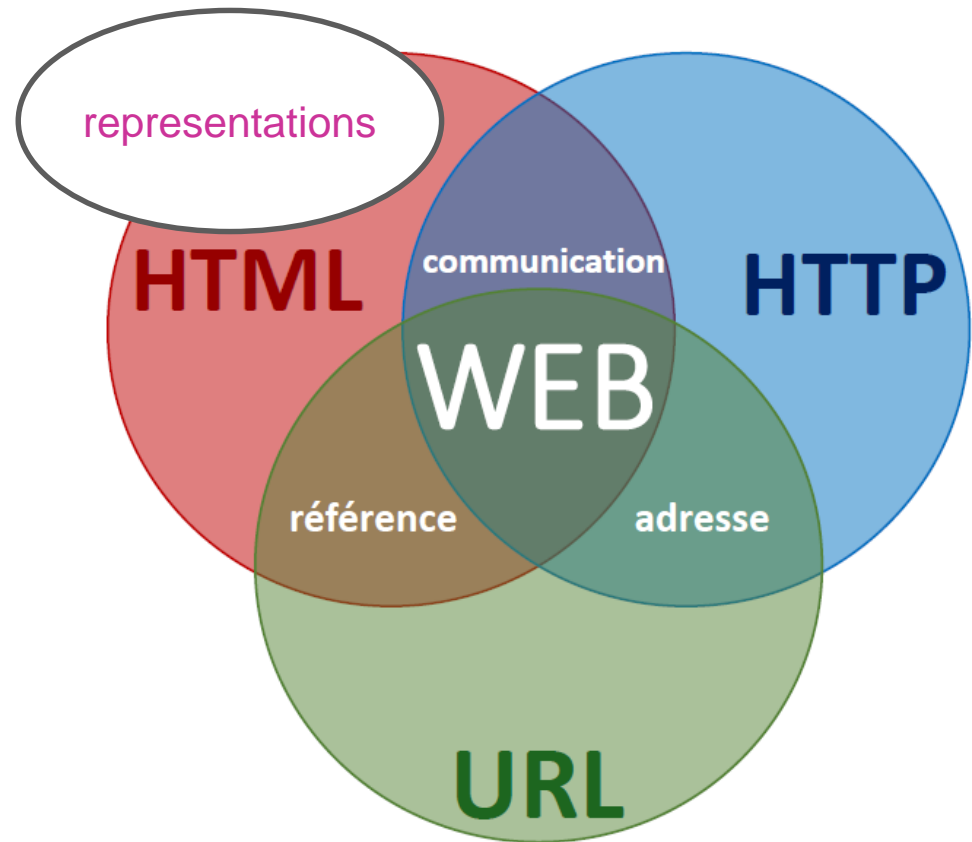 representations
HTML
communication
HTTP
WEB
référence
adresse
URL